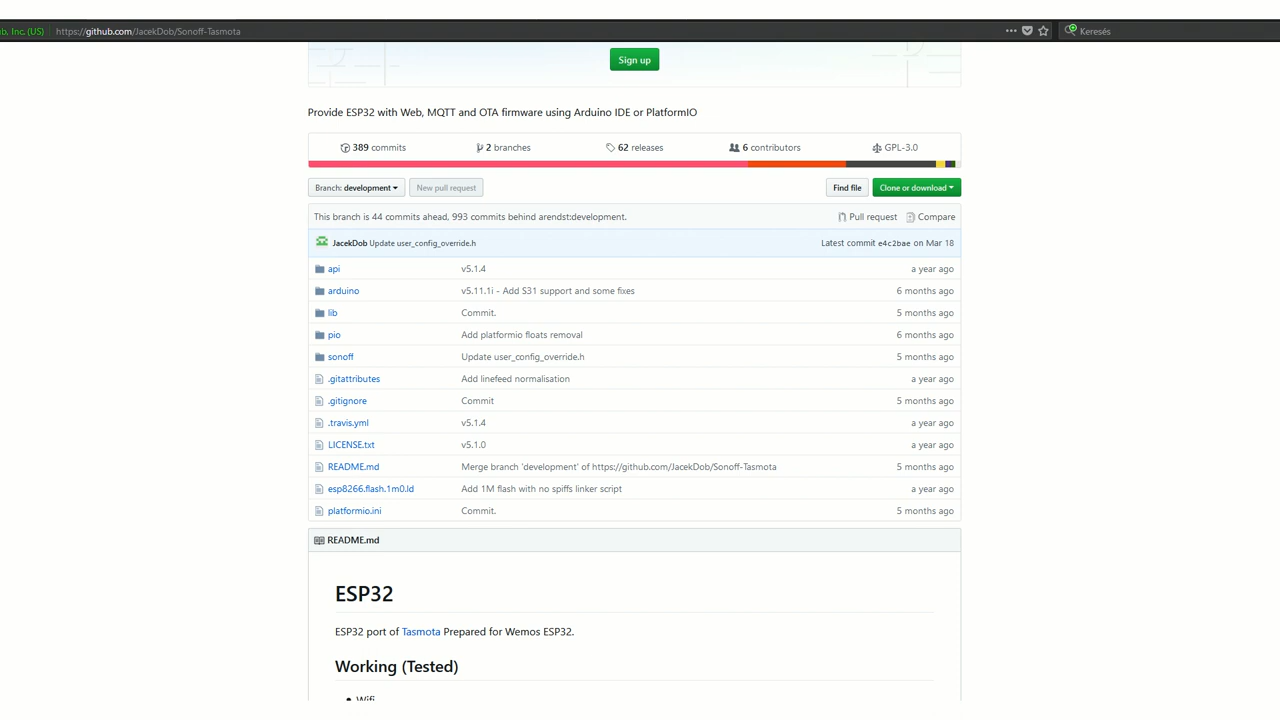 b, Inc. (US) https://github.com/JacekDob/Sonoff-Tasmota ••• Keresés
Sign up
Provide ESP32 with Web, MQTT and OTA firmware using Arduino IDE or PlatformIO
389 commits 2 branches 62 releases 6 contributors GPL-3.0
Branch: development New pull request Find file Clone or download
This branch is 44 commits ahead, 993 commits behind arendst:development. Pull request Compare
JacekDob Update user_config_override.h Latest commit e4c2bae on Mar 18
api v5.1.4 a year ago
arduino v5.11.1i - Add S31 support and some fixes 6 months ago
lib Commit. 5 months ago
pio Add platformio floats removal 6 months ago
sonoff Update user_config_override.h 5 months ago
.gitattributes Add linefeed normalisation a year ago
.gitignore Commit 5 months ago
.travis.yml v5.1.4 a year ago
LICENSE.txt v5.1.0 a year ago
README.md Merge branch 'development' of https://github.com/JacekDob/Sonoff-Tasmota 5 months ago
esp8266.flash.1m0.ld Add 1M flash with no spiffs linker script a year ago
platformio.ini Commit. 5 months ago
README.md
ESP32
ESP32 port of Tasmota Prepared for Wemos ESP32.
Working (Tested)
• Wifi